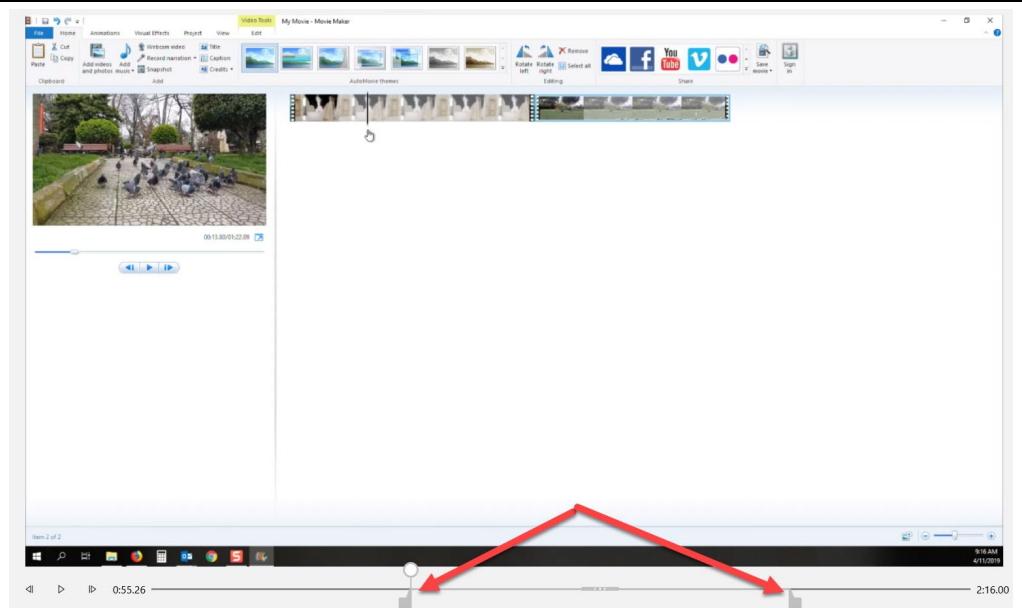 Video Tools My Movie - Movie Maker
File Home Animations Visual Effects Project View Edit
Paste
Cut
Copy
Clipboard
Add videos and photos
Add music
Webcam video
Record narration
Snapshot
Title
Caption
Credits
Add
AutoMovie themes
Rotate left
Rotate right
Remove
Select all
Editing
You Tube
Share
Save movie
Sign in
00:13.80/01:22.09
Item 2 of 2
9:16 AM
4/11/2019
0:55.26 2:16.00